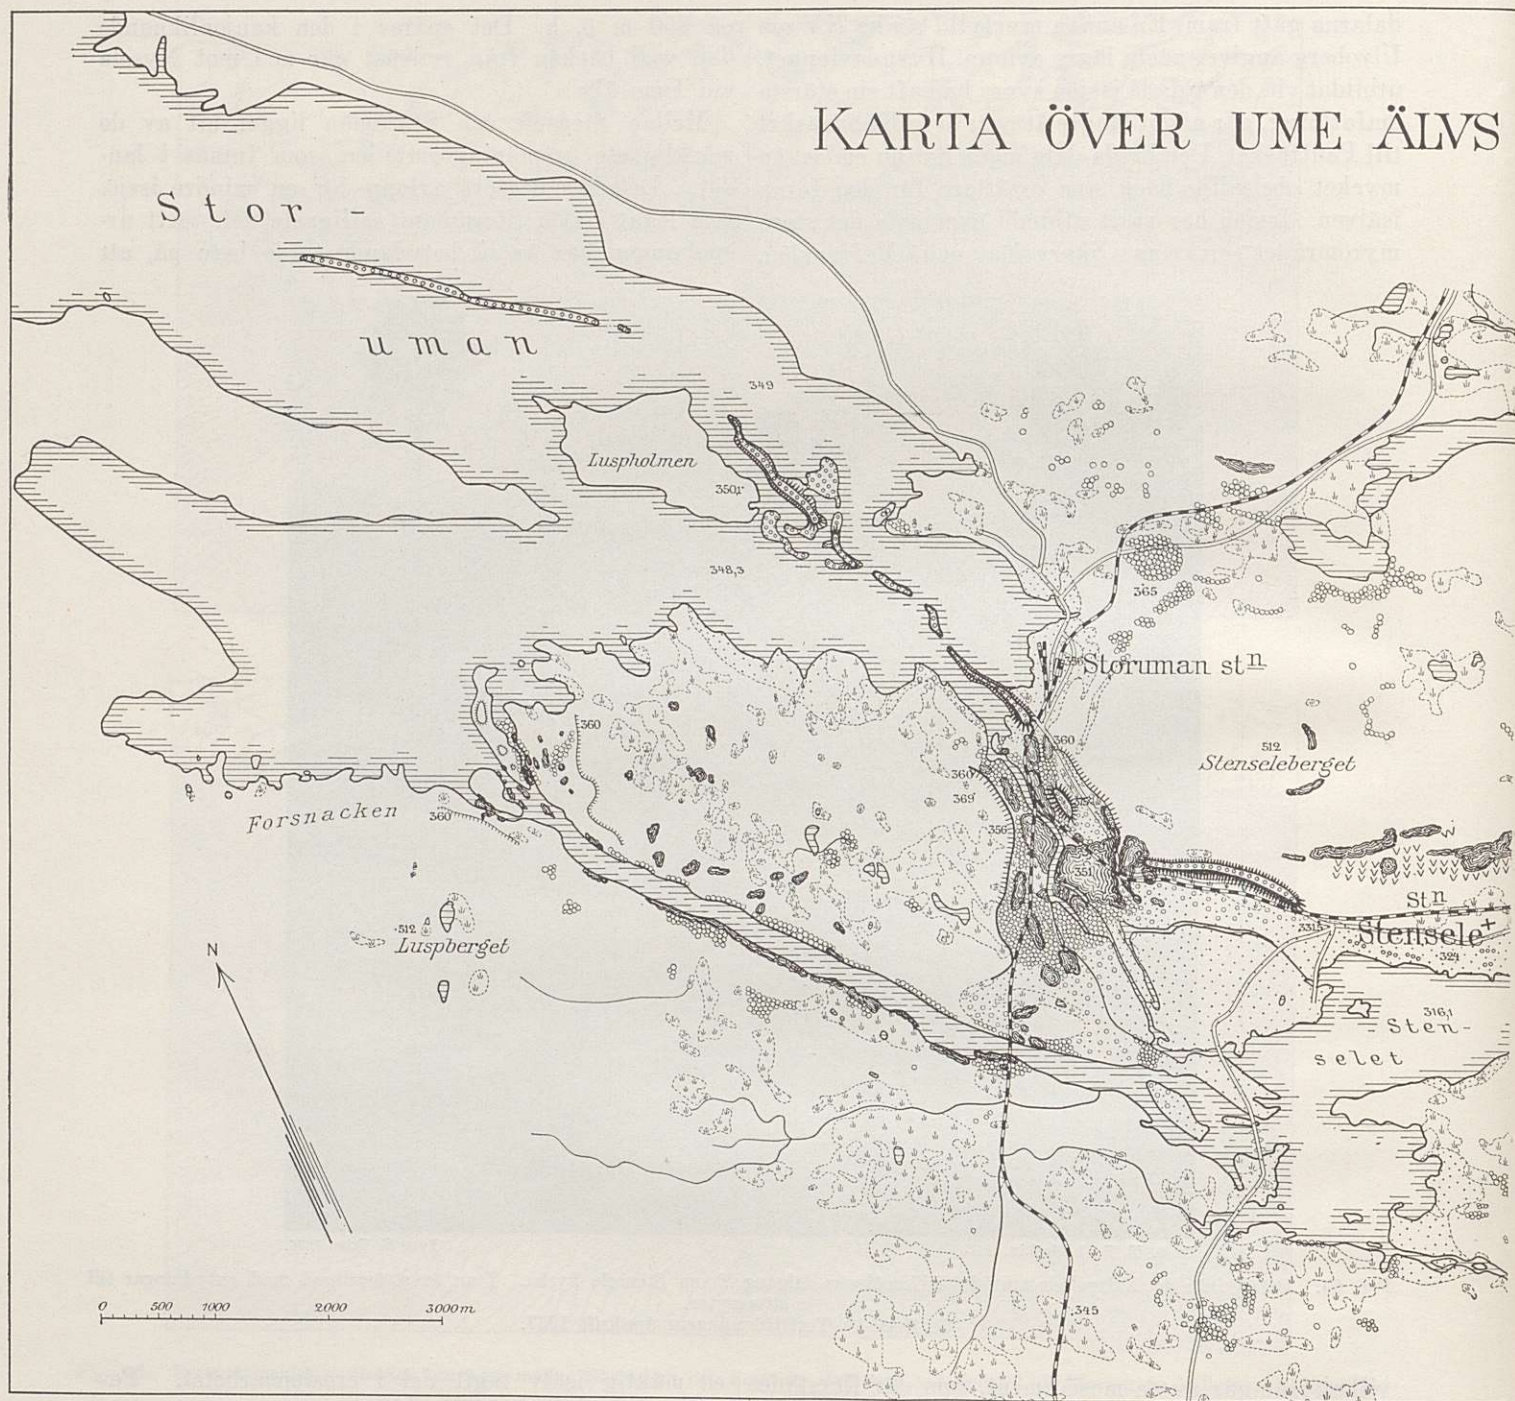 KARTA ÖVER UME ÄLVS
Stor-
uman
349
Luspholmen
350,r
348,3
365
356
Storuman stn
360
360
512
Stenseleberget
360
369
Forsnacken
360
356
351
Stn
512
Luspberget
331,5
Stensele+
324
N
316,1
Sten-
selet
0 500 1000 2000 3000 m
345